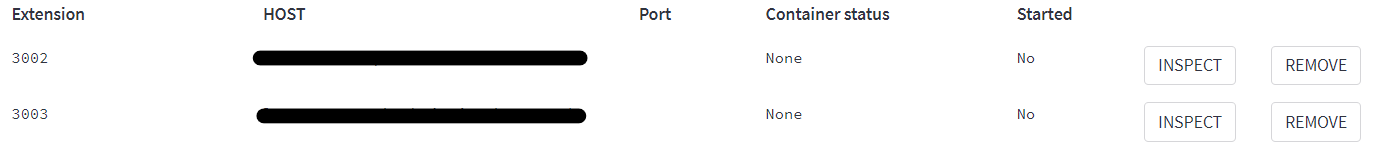 Extension HOST Port Container status Started
3002 None No INSPECT REMOVE
3003 None No INSPECT REMOVE